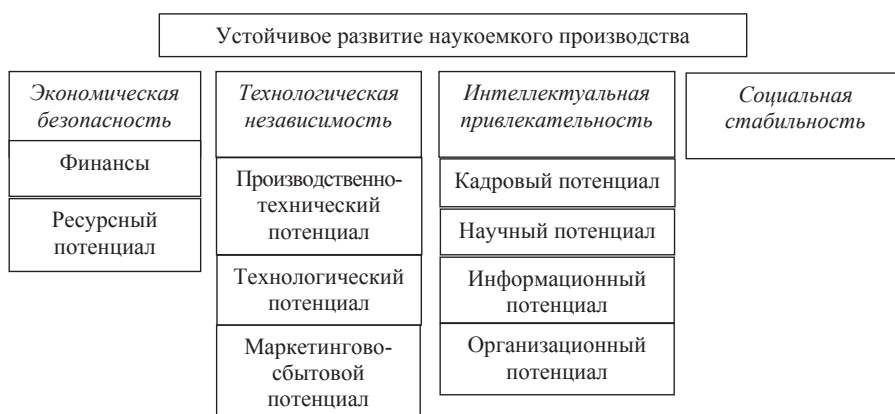 Устойчивое развитие наукоемкого производства
Экономическая
безопасность
Финансы
Ресурсный
потенциал
Технологическая
независимость
Производственно-
технический
потенциал
Технологический
потенциал
Маркетингово-
сбытовой
потенциал
Интеллектуальная
привлекательность
Кадровый потенциал
Научный потенциал
Информационный
потенциал
Организационный
потенциал
Социальная
стабильность